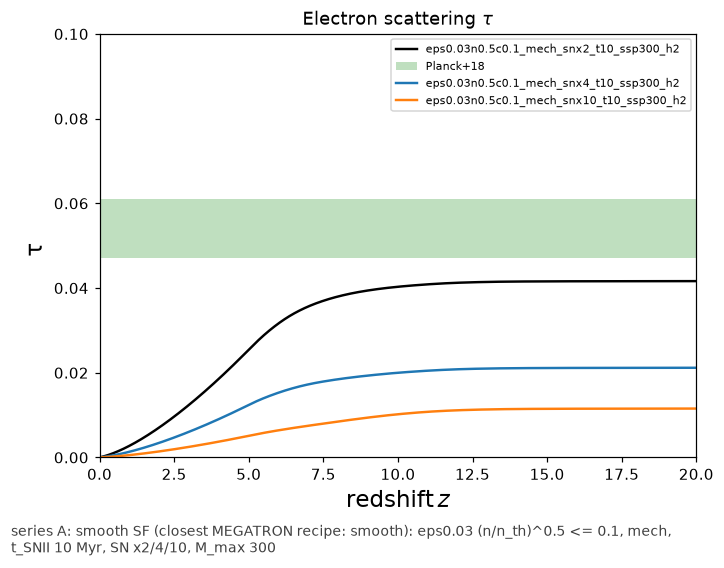 Electron scattering τ
0.10
0.08
0.06
0.04
0.02
0.00
τ
eps0.03n0.5c0.1_mech_snx2_t10_ssp300_h2
Planck+18
eps0.03n0.5c0.1_mech_snx4_t10_ssp300_h2
eps0.03n0.5c0.1_mech_snx10_t10_ssp300_h2
0.0 2.5 5.0 7.5 10.0 12.5 15.0 17.5 20.0
redshift z
series A: smooth SF (closest MEGATRON recipe: smooth): eps0.03 (n/n_th)^0.5 <= 0.1, mech,
t_SNII 10 Myr, SN x2/4/10, M_max 300